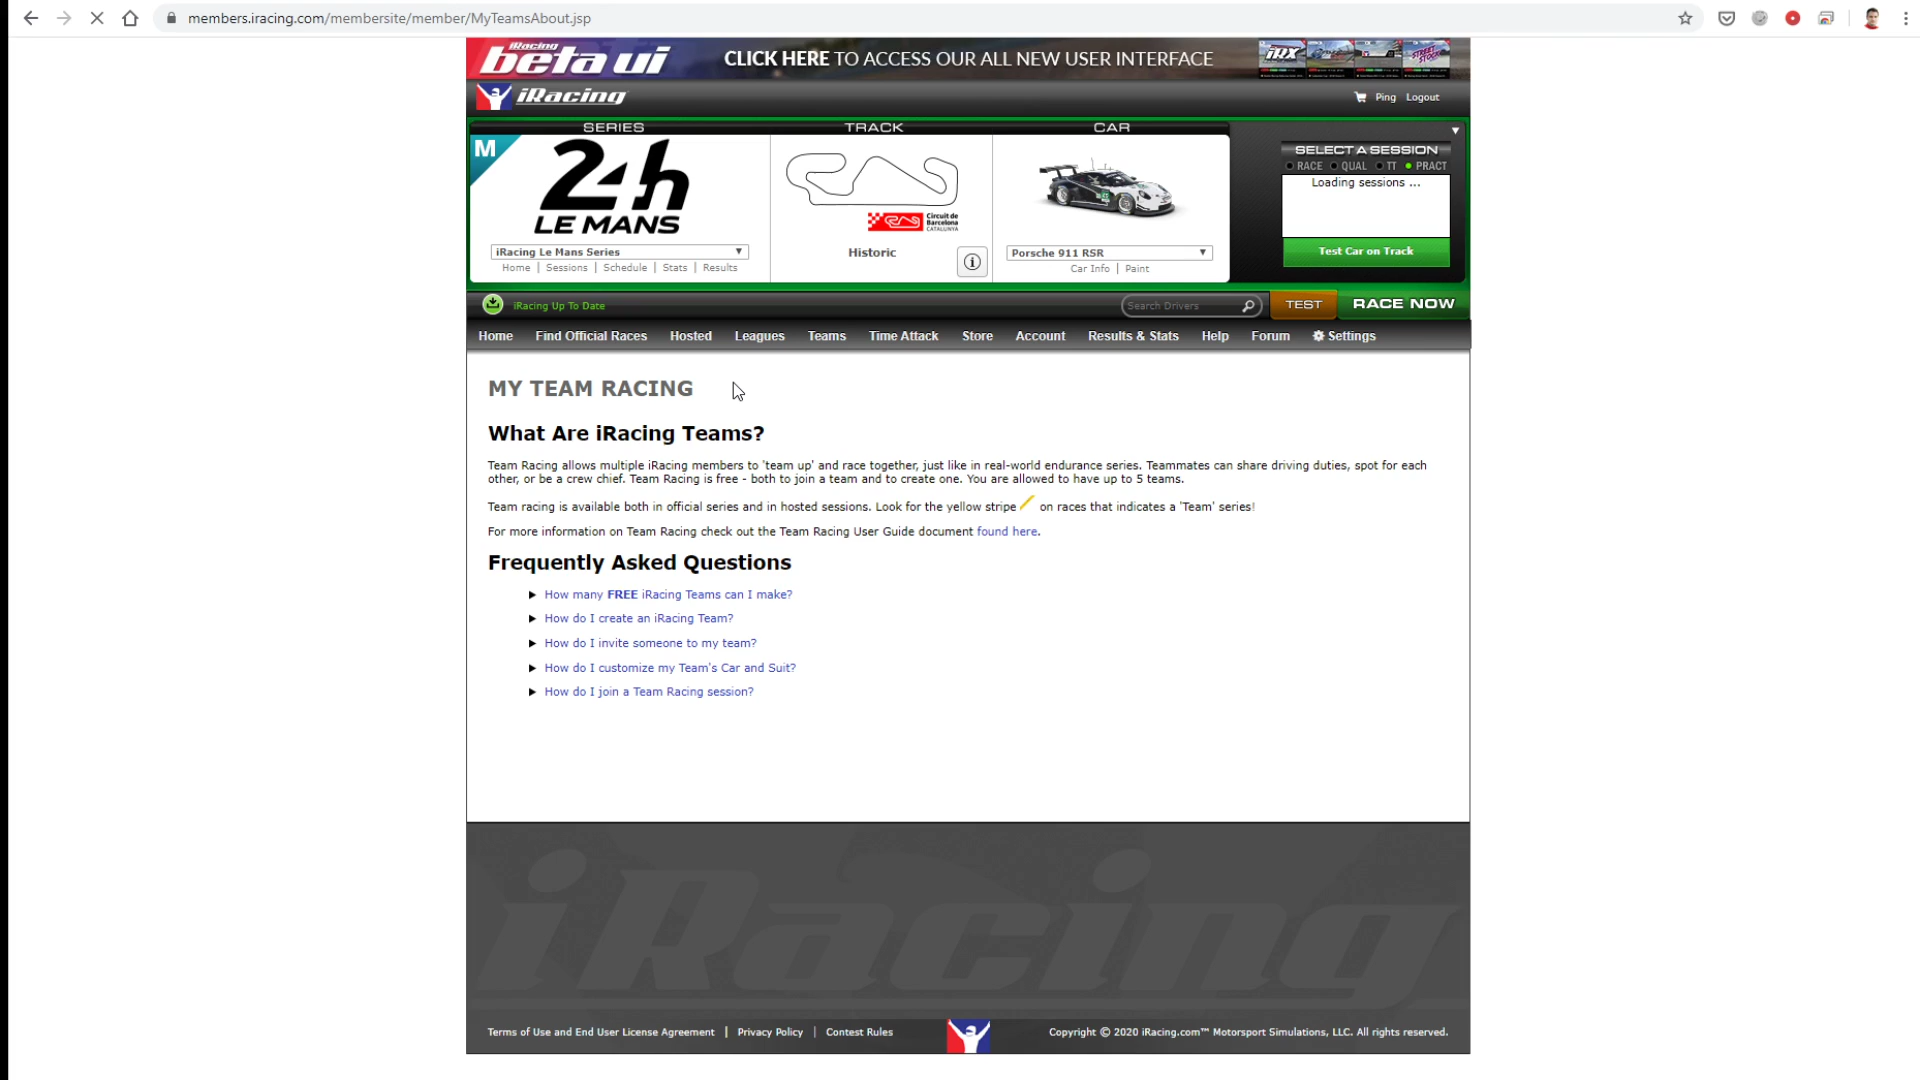 members.iracing.com/membersite/member/MyTeamsAbout.jsp
iRacing
beta ui
CLICK HERE TO ACCESS OUR ALL NEW USER INTERFACE
iRX
STREET STOCK
iRacing
Ping Logout
SERIES TRACK CAR
M
24h
LE MANS
Circuit de
Barcelona
CATALUNYA
SELECT A SESSION
RACE QUAL TT PRACT
Loading sessions ...
Test Car on Track
iRacing Le Mans Series
Historic
Porsche 911 RSR
Home | Sessions | Schedule | Stats | Results
Car Info | Paint
iRacing Up To Date
Search Drivers
TEST
RACE NOW
Home Find Official Races Hosted Leagues Teams Time Attack Store Account Results & Stats Help Forum Settings
MY TEAM RACING
What Are iRacing Teams?
Team Racing allows multiple iRacing members to 'team up' and race together, just like in real-world endurance series. Teammates can share driving duties, spot for each
other, or be a crew chief. Team Racing is free - both to join a team and to create one. You are allowed to have up to 5 teams.
Team racing is available both in official series and in hosted sessions. Look for the yellow stripe on races that indicates a 'Team' series!
For more information on Team Racing check out the Team Racing User Guide document found here.
Frequently Asked Questions
How many FREE iRacing Teams can I make?
How do I create an iRacing Team?
How do I invite someone to my team?
How do I customize my Team's Car and Suit?
How do I join a Team Racing session?
iRacing
Terms of Use and End User License Agreement | Privacy Policy | Contest Rules
Copyright © 2020 iRacing.com™ Motorsport Simulations, LLC. All rights reserved.